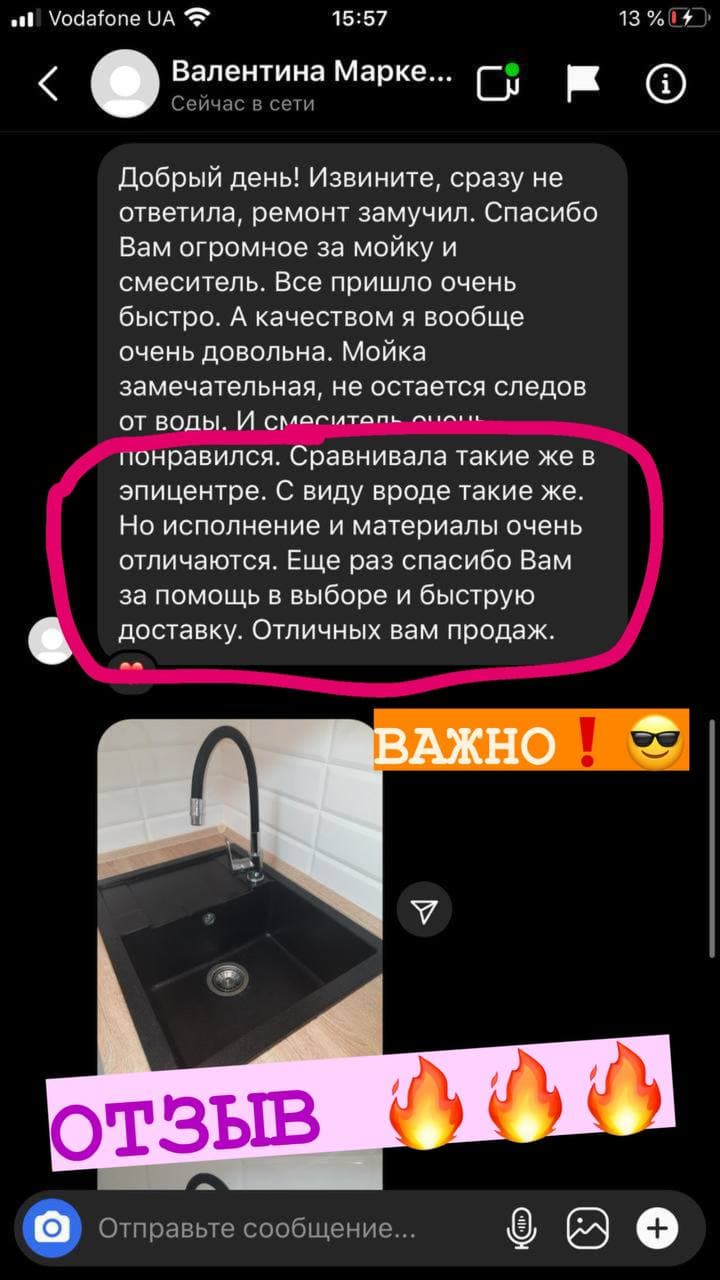 Vodafone UA
15:57
13 %
Валентина Марке...
Сейчас в сети
Добрый день! Извините, сразу не
ответила, ремонт замучил. Спасибо
Вам огромное за мойку и
смеситель. Все пришло очень
быстро. А качеством я вообще
очень довольна. Мойка
замечательная, не остается следов
от воды. И смеситель очень
понравился. Сравнивала такие же в
эпицентре. С виду вроде такие же.
Но исполнение и материалы очень
отличаются. Еще раз спасибо Вам
за помощь в выборе и быструю
доставку. Отличных вам продаж.
ВАЖНО❗😎
ОТЗЫВ 🔥🔥🔥
Отправьте сообщение...